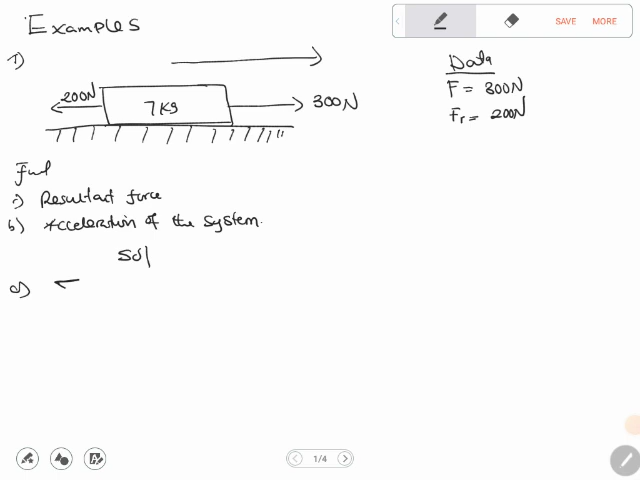 Examples
SAVE MORE
1)
Data
200N
7kg
300N
F = 300N
Fr = 200N
Find
a) Resultant force
b) Acceleration of the system.
sol
a)
1/4